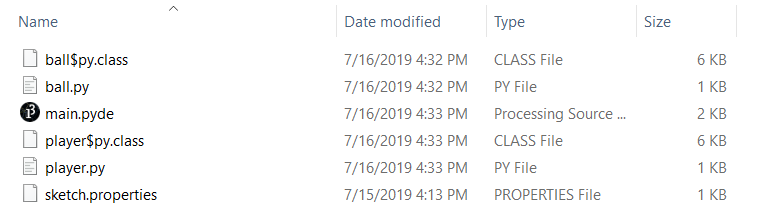 Name Date modified Type Size
ball$py.class 7/16/2019 4:32 PM CLASS File 6 KB
ball.py 7/16/2019 4:32 PM PY File 1 KB
main.pyde 7/16/2019 4:33 PM Processing Source ... 2 KB
player$py.class 7/16/2019 4:33 PM CLASS File 6 KB
player.py 7/16/2019 4:33 PM PY File 1 KB
sketch.properties 7/15/2019 4:13 PM PROPERTIES File 1 KB